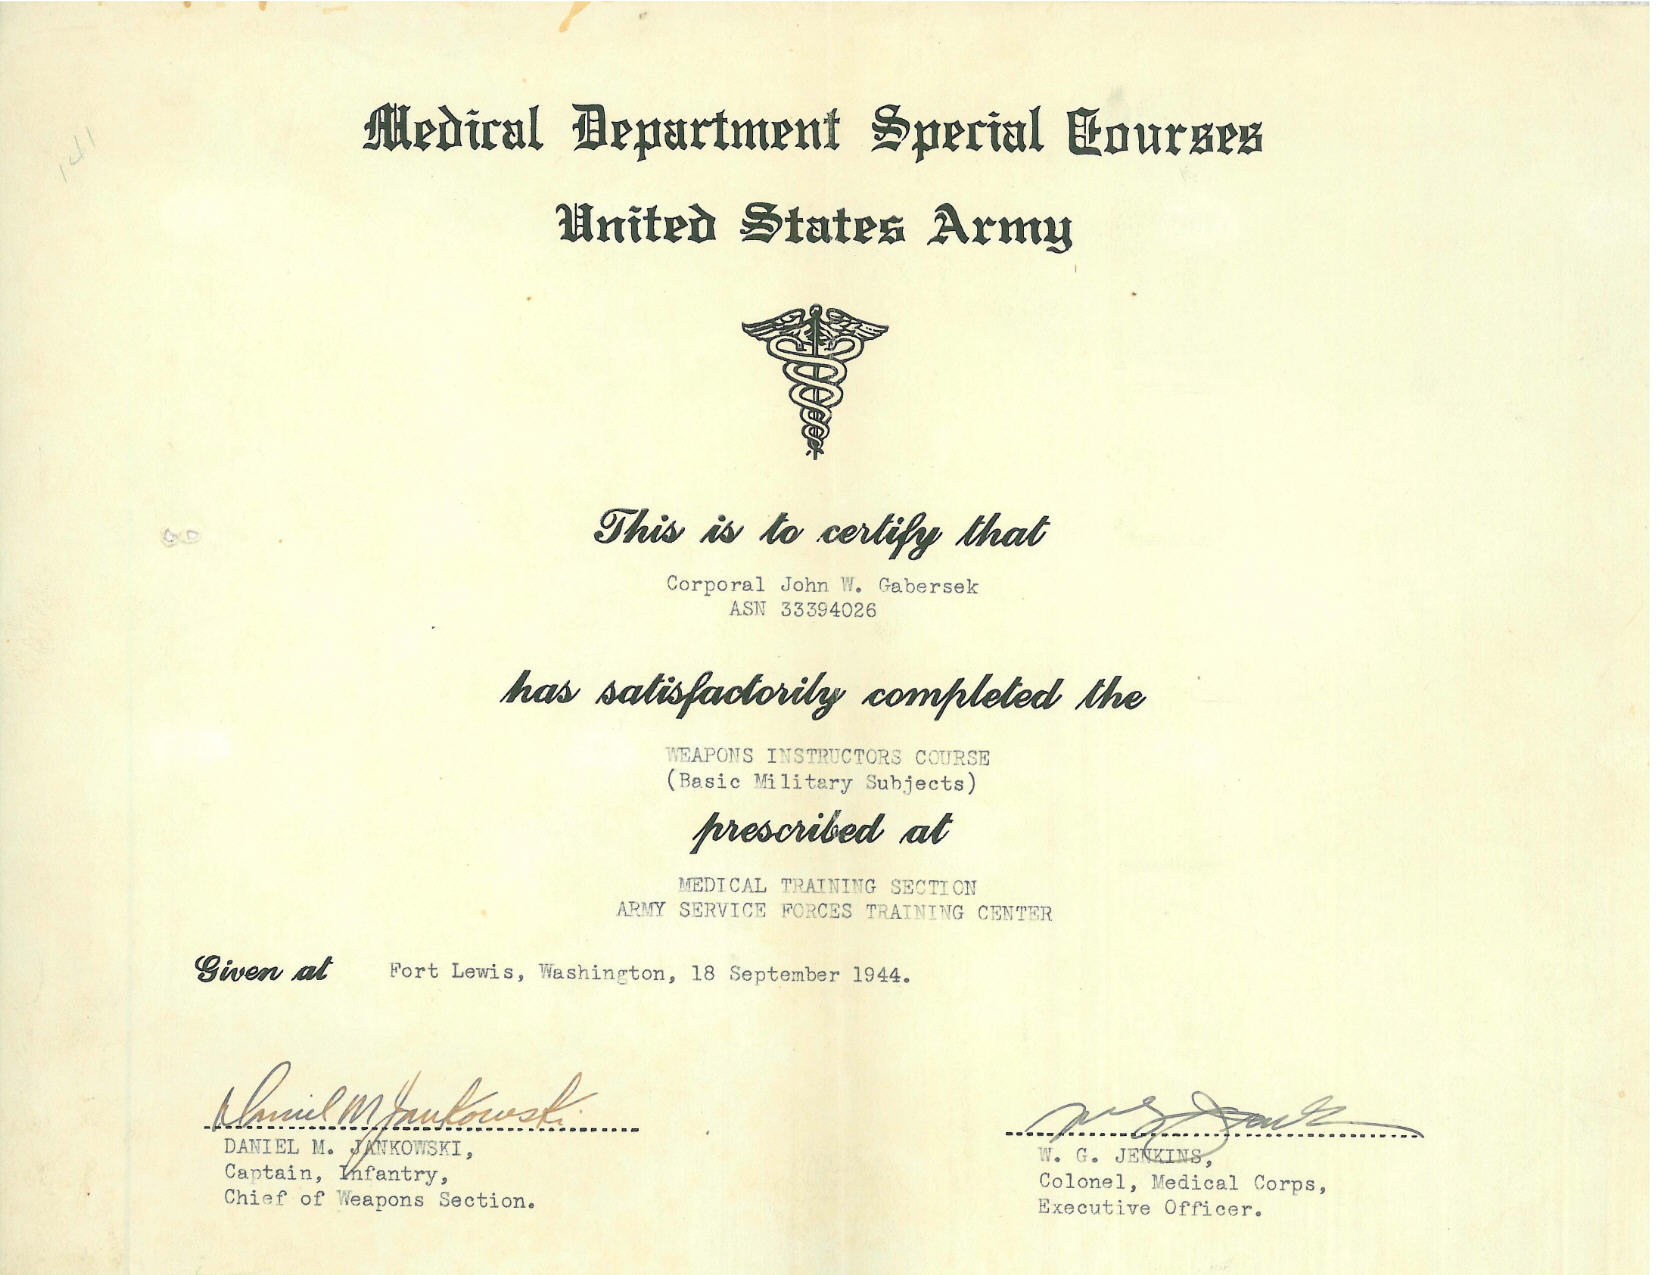 Medical Department Special Courses
United States Army
This is to certify that
Corporal John W. Gabersek
ASN 33394026
has satisfactorily completed the
WEAPONS INSTRUCTORS COURSE
(Basic Military Subjects)
prescribed at
MEDICAL TRAINING SECTION
ARMY SERVICE FORCES TRAINING CENTER
Given at Fort Lewis, Washington, 18 September 1944.
Daniel M Jankowski
DANIEL M. JANKOWSKI,
Captain, Infantry,
Chief of Weapons Section.
W. G. JENKINS,
Colonel, Medical Corps,
Executive Officer.